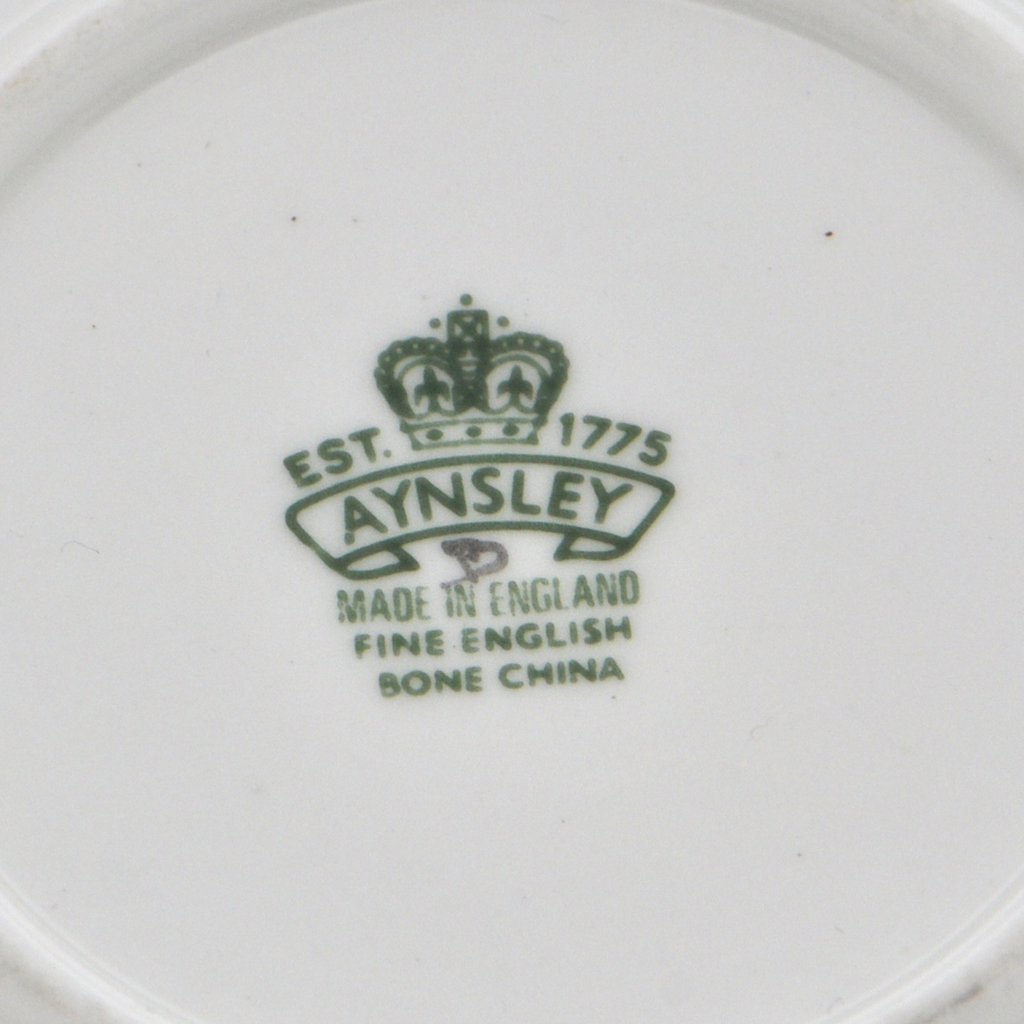 EST. 1775
AYNSLEY
MADE IN ENGLAND
FINE ENGLISH
BONE CHINA